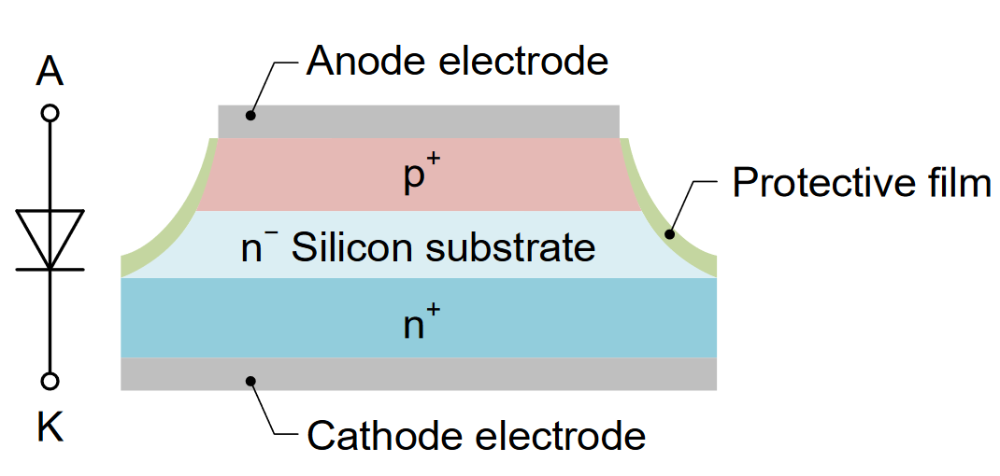 A
Anode electrode
p⁺
Protective film
n⁻ Silicon substrate
n⁺
K
Cathode electrode